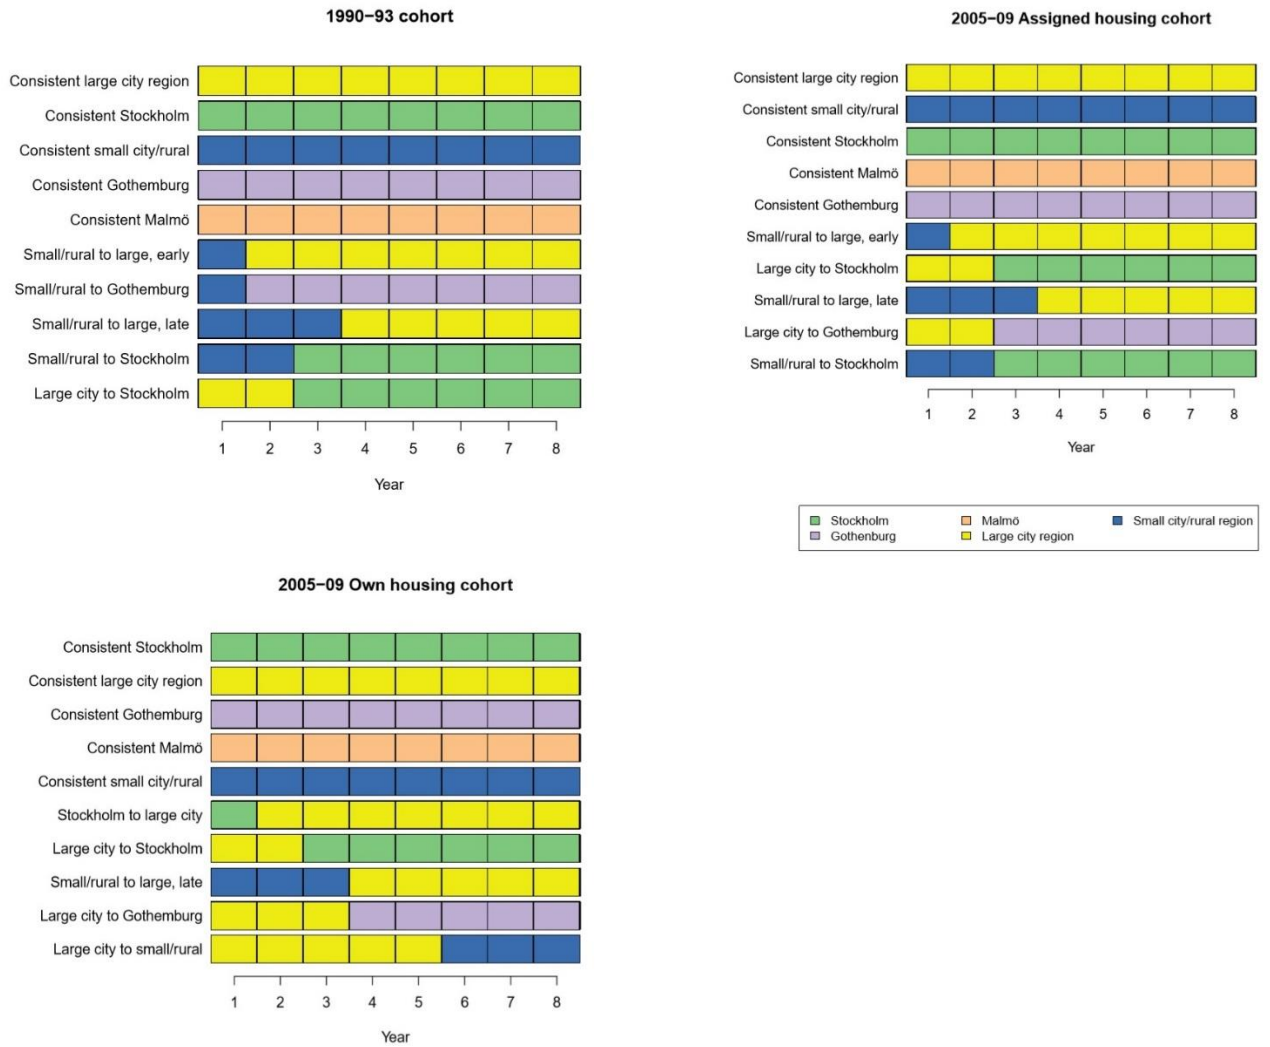 1990−93 cohort
Consistent large city region
Consistent Stockholm
Consistent small city/rural
Consistent Gothemburg
Consistent Malmö
Small/rural to large, early
Small/rural to Gothemburg
Small/rural to large, late
Small/rural to Stockholm
Large city to Stockholm
1 2 3 4 5 6 7 8
Year
2005−09 Assigned housing cohort
Consistent large city region
Consistent small city/rural
Consistent Stockholm
Consistent Malmö
Consistent Gothemburg
Small/rural to large, early
Large city to Stockholm
Small/rural to large, late
Large city to Gothemburg
Small/rural to Stockholm
1 2 3 4 5 6 7 8
Year
Stockholm Malmö Small city/rural region
Gothenburg Large city region
2005−09 Own housing cohort
Consistent Stockholm
Consistent large city region
Consistent Gothemburg
Consistent Malmö
Consistent small city/rural
Stockholm to large city
Large city to Stockholm
Small/rural to large, late
Large city to Gothemburg
Large city to small/rural
1 2 3 4 5 6 7 8
Year